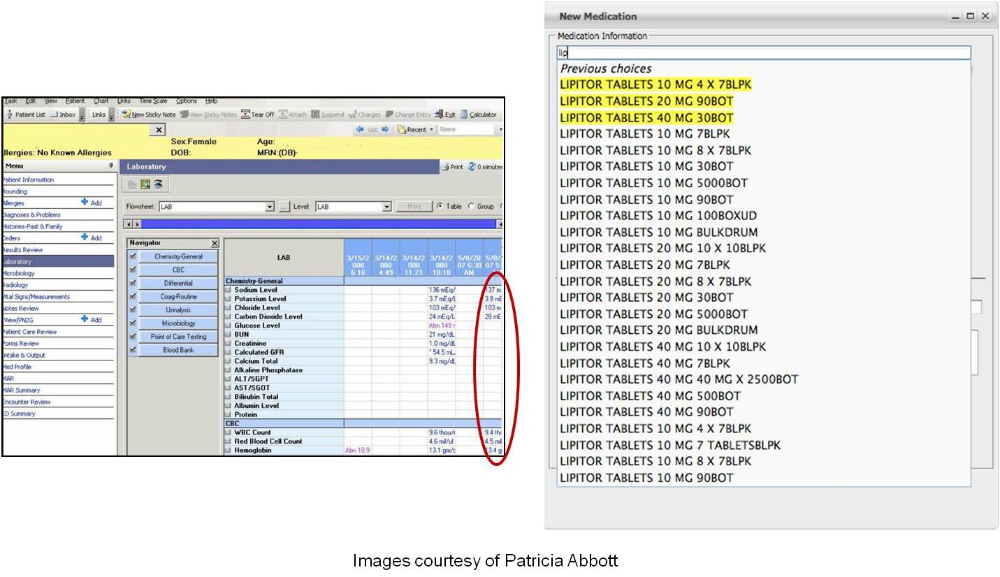 Task Edit View Patient Chart Links Time Scale Options Help
Patient List Inbox Links New Sticky Note View Sticky Notes Tear Off Attach Suspend Charges Charge Entry Exit Calculator
List Recent Name
Sex:Female Age:
llergies: No Known Allergies DOB: MRN:(DB)-
Menu
Patient Information
Rounding
Allergies Add
Diagnoses & Problems
Histories-Past & Family
Orders Add
Results Review
Laboratory
Microbiology
Radiology
Vital Signs/Measurements
Notes Review
View/PN2G Add
Patient Care Review
Forms Review
Intake & Output
Med Profile
MAR
MAR Summary
Encounter Review
ED Summary
Laboratory Print 0 minutes
Flowsheet: LAB ... Level: LAB More Table Group
Navigator
Chemistry-General
CBC
Differential
Coag-Routine
Urinalysis
Microbiology
Point of Care Testing
Blood Bank
LAB
3/15/2 3/14/2 3/14/2 3/14/2 5/8/20 5/8/
008 008 008 008 07 6:30 07 5
6:16 4:49 11:23 10:18 AM
Chemistry-General
Sodium Level 136 mEq/ 137 m
Potassium Level 3.7 mEq/L 3.8 mE
Chloride Level 103 mEq/ 103 m
Carbon Dioxide Level 24 mEq/L 28 mE
Glucose Level Abn 149 r
BUN 21 mg/dL
Creatinine 1.0 mg/dL
Calculated GFR * 54.5 mL.
Calcium Total 9.3 mg/dL
Alkaline Phosphatase
ALT/SGPT
AST/SGOT
Bilirubin Total
Albumin Level
Protein
CBC
WBC Count 9.6 thou/r 9.4 tho
Red Blood Cell Count 4.6 mil/ul 4.5 mil
Hemoglobin Abn 10.9 13.1 gm/c 13.4 g
New Medication
Medication Information
lip
Previous choices
LIPITOR TABLETS 10 MG 4 X 7BLPK
LIPITOR TABLETS 20 MG 90BOT
LIPITOR TABLETS 40 MG 30BOT
LIPITOR TABLETS 10 MG 7BLPK
LIPITOR TABLETS 10 MG 8 X 7BLPK
LIPITOR TABLETS 10 MG 30BOT
LIPITOR TABLETS 10 MG 5000BOT
LIPITOR TABLETS 10 MG 90BOT
LIPITOR TABLETS 10 MG 100BOXUD
LIPITOR TABLETS 10 MG BULKDRUM
LIPITOR TABLETS 20 MG 10 X 10BLPK
LIPITOR TABLETS 20 MG 7BLPK
LIPITOR TABLETS 20 MG 8 X 7BLPK
LIPITOR TABLETS 20 MG 30BOT
LIPITOR TABLETS 20 MG 5000BOT
LIPITOR TABLETS 20 MG BULKDRUM
LIPITOR TABLETS 40 MG 10 X 10BLPK
LIPITOR TABLETS 40 MG 7BLPK
LIPITOR TABLETS 40 MG 40 MG X 2500BOT
LIPITOR TABLETS 40 MG 500BOT
LIPITOR TABLETS 40 MG 90BOT
LIPITOR TABLETS 10 MG 4 X 7BLPK
LIPITOR TABLETS 10 MG 7 TABLETSBLPK
LIPITOR TABLETS 10 MG 8 X 7BLPK
LIPITOR TABLETS 10 MG 90BOT
Images courtesy of Patricia Abbott